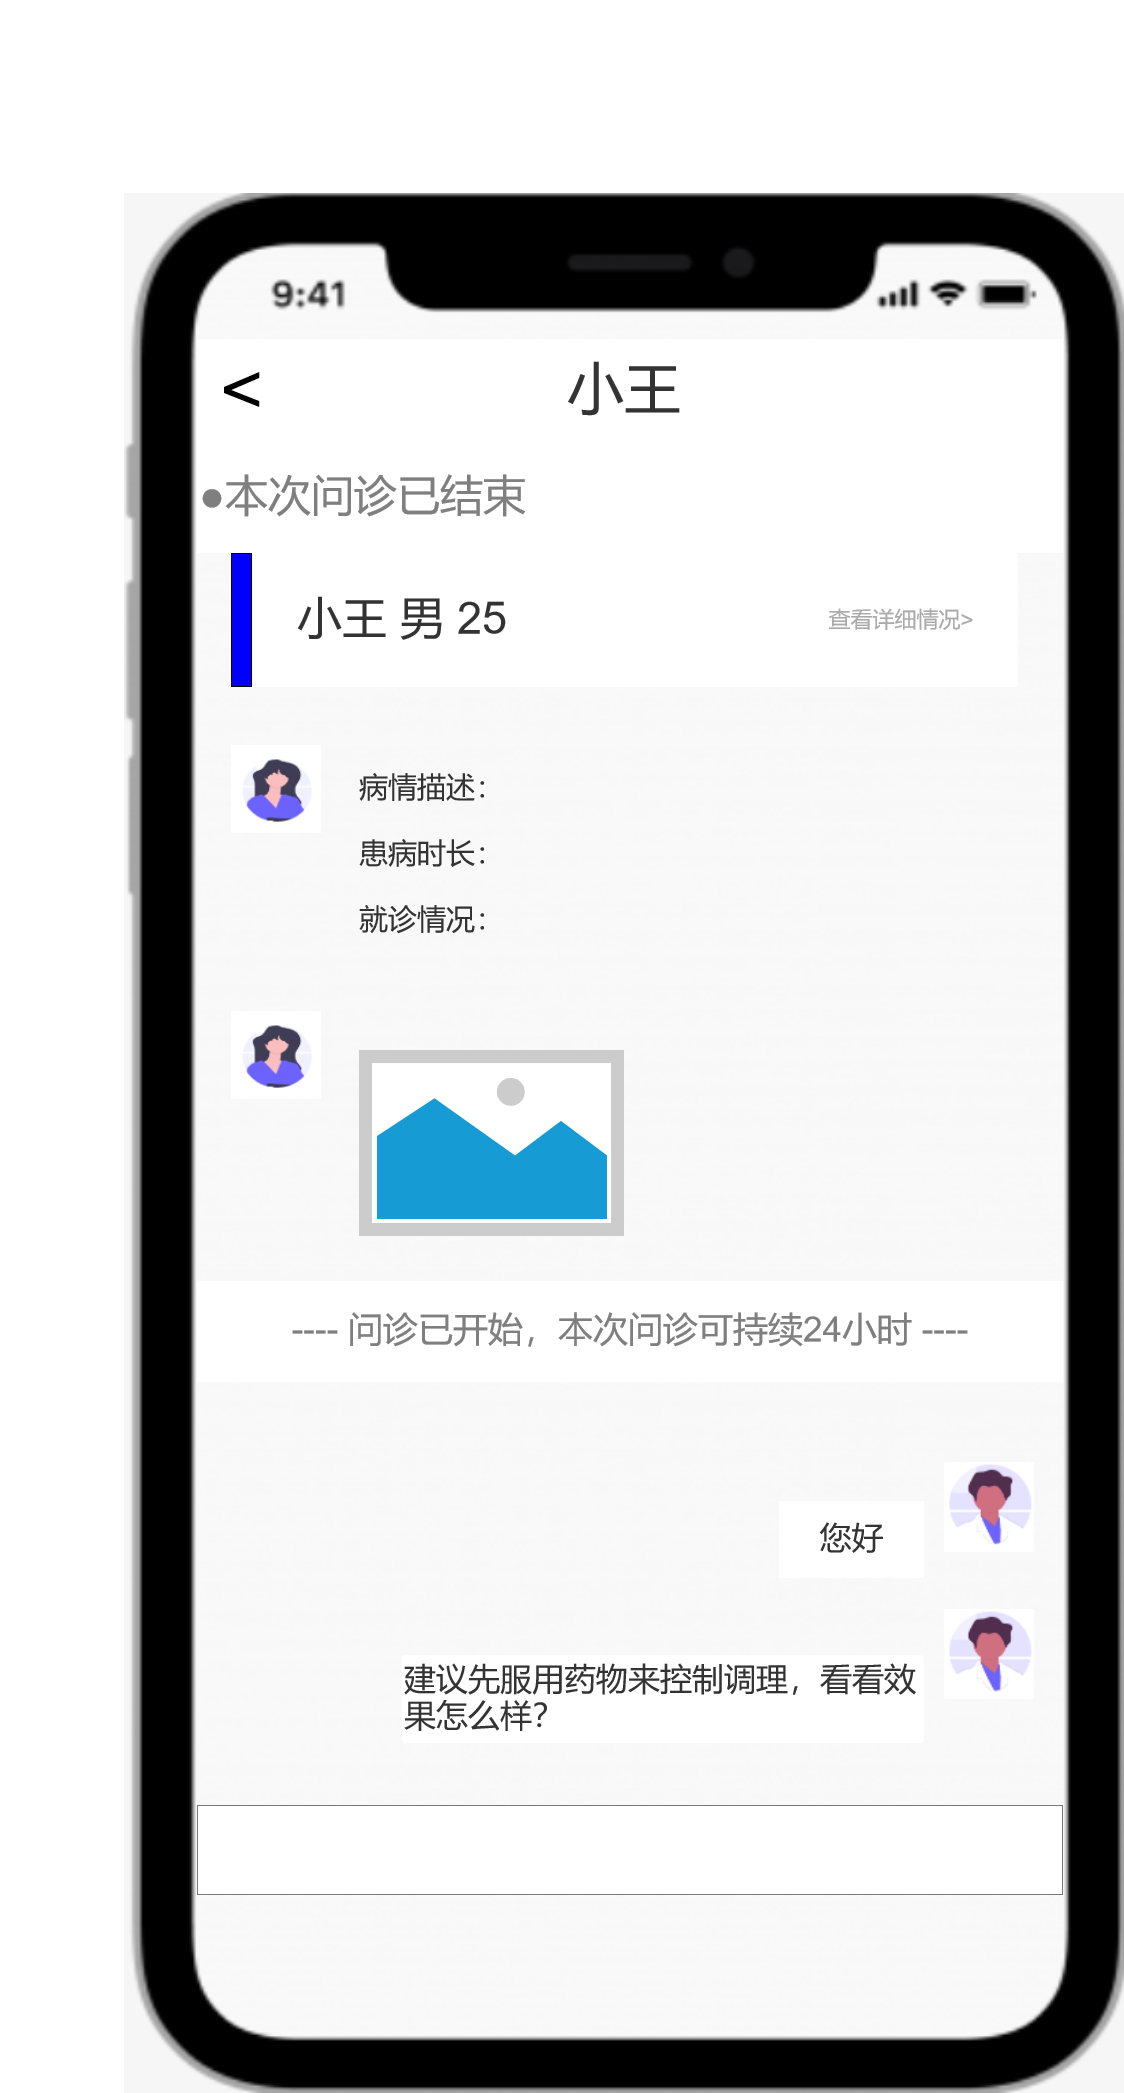 9:41
<
小王
●本次问诊已结束
小王 男 25
查看详细情况>
病情描述：
患病时长：
就诊情况：
---- 问诊已开始，本次问诊可持续24小时 ----
您好
建议先服用药物来控制调理，看看效
果怎么样？